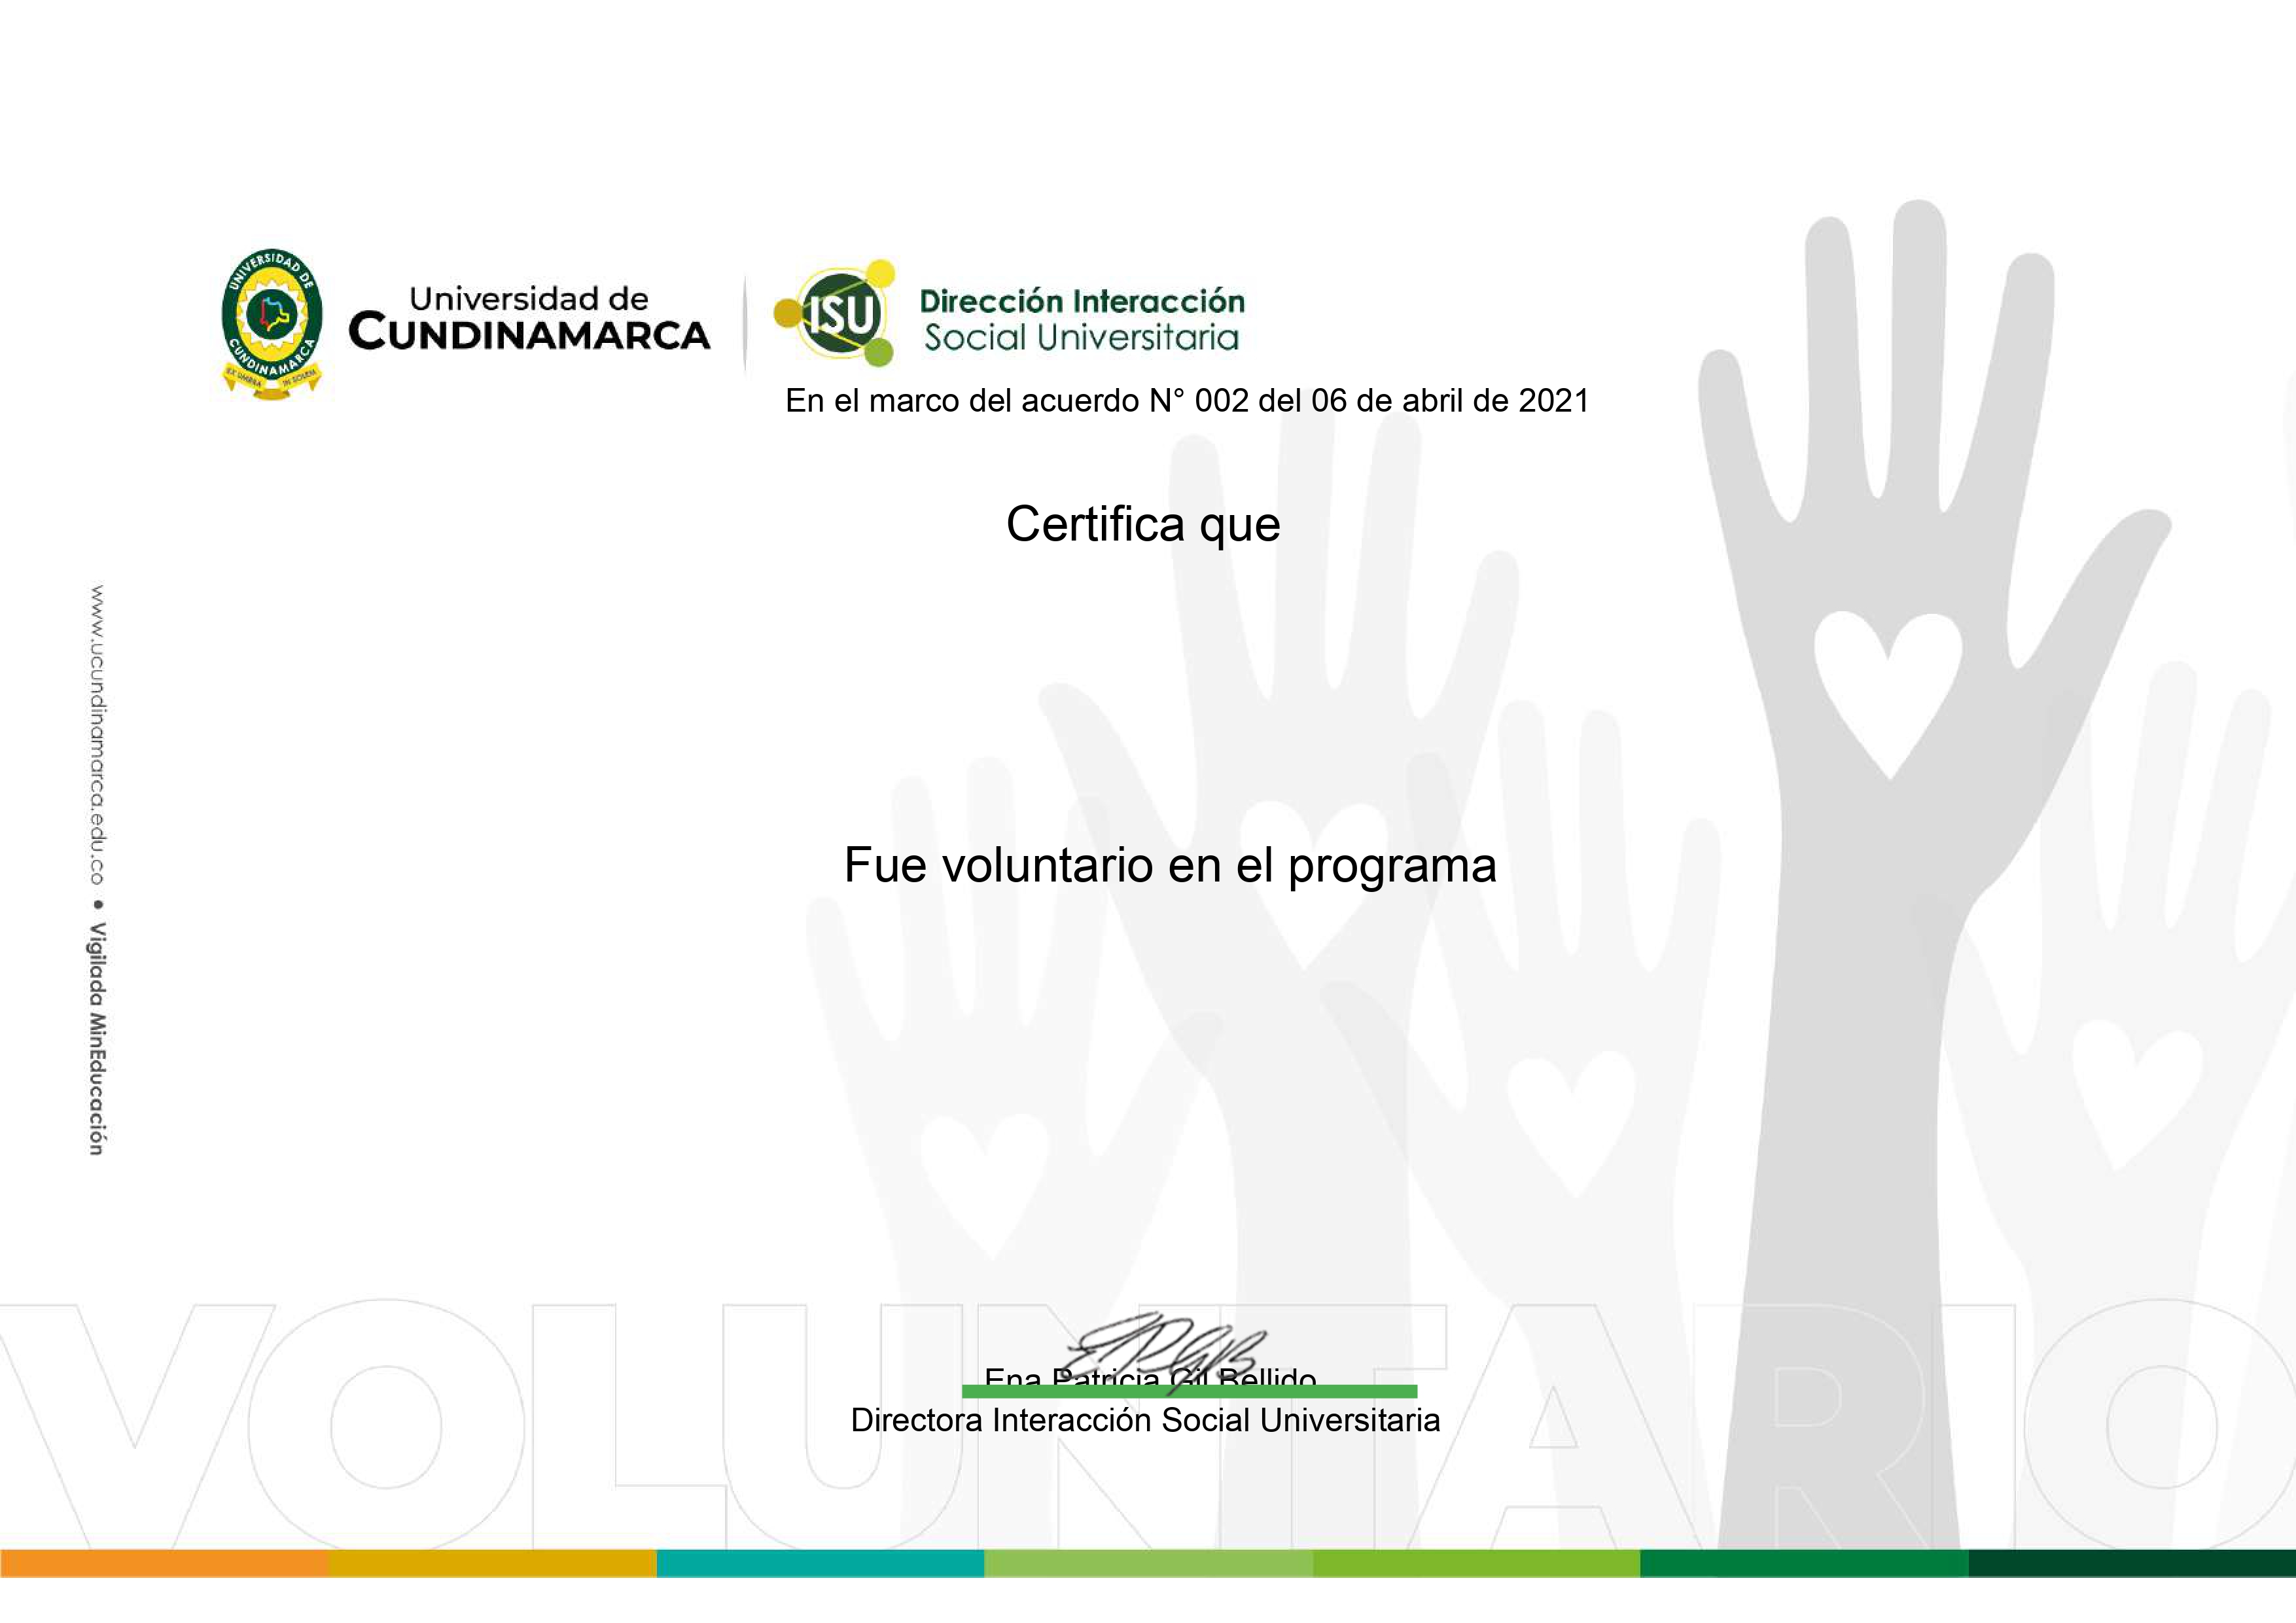 UNIVERSIDAD DE
CUNDINAMARCA
EX UMBRA IN SOLEM
Universidad de
CUNDINAMARCA
ISU
Dirección Interacción
Social Universitaria
En el marco del acuerdo N° 002 del 06 de abril de 2021
Certifica que
www.ucundinamarca.edu.co • Vigilada MinEducación
Fue voluntario en el programa
Ena Patricia Gil Bellido
Directora Interacción Social Universitaria
VOLUNTARIO